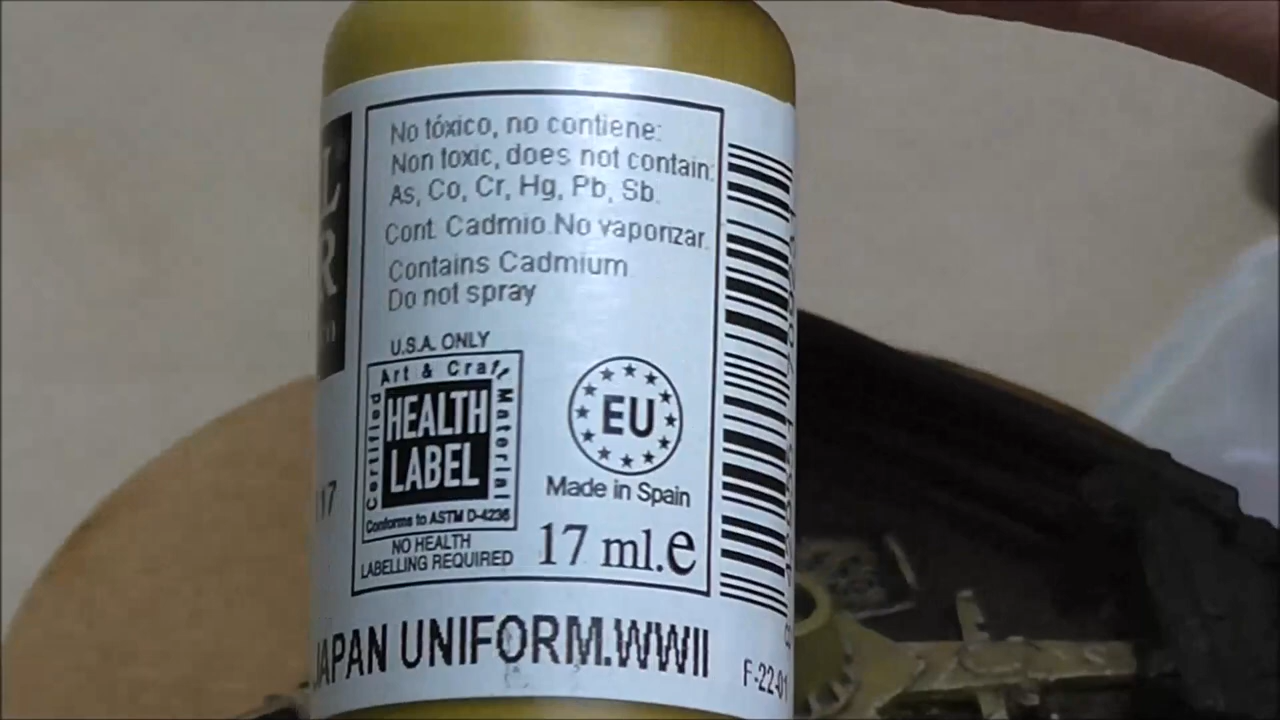 No tóxico, no contiene:
Non toxic, does not contain:
As, Co, Cr, Hg, Pb, Sb.
Cont. Cadmio.No vaporizar.
Contains Cadmium
Do not spray
U.S.A. ONLY
Art & Craft
Certified
Material
HEALTH
LABEL
Conforms to ASTM D-4236
NO HEALTH
LABELLING REQUIRED
EU
Made in Spain
17 ml.e
JAPAN UNIFORM.WWII
F-22-01